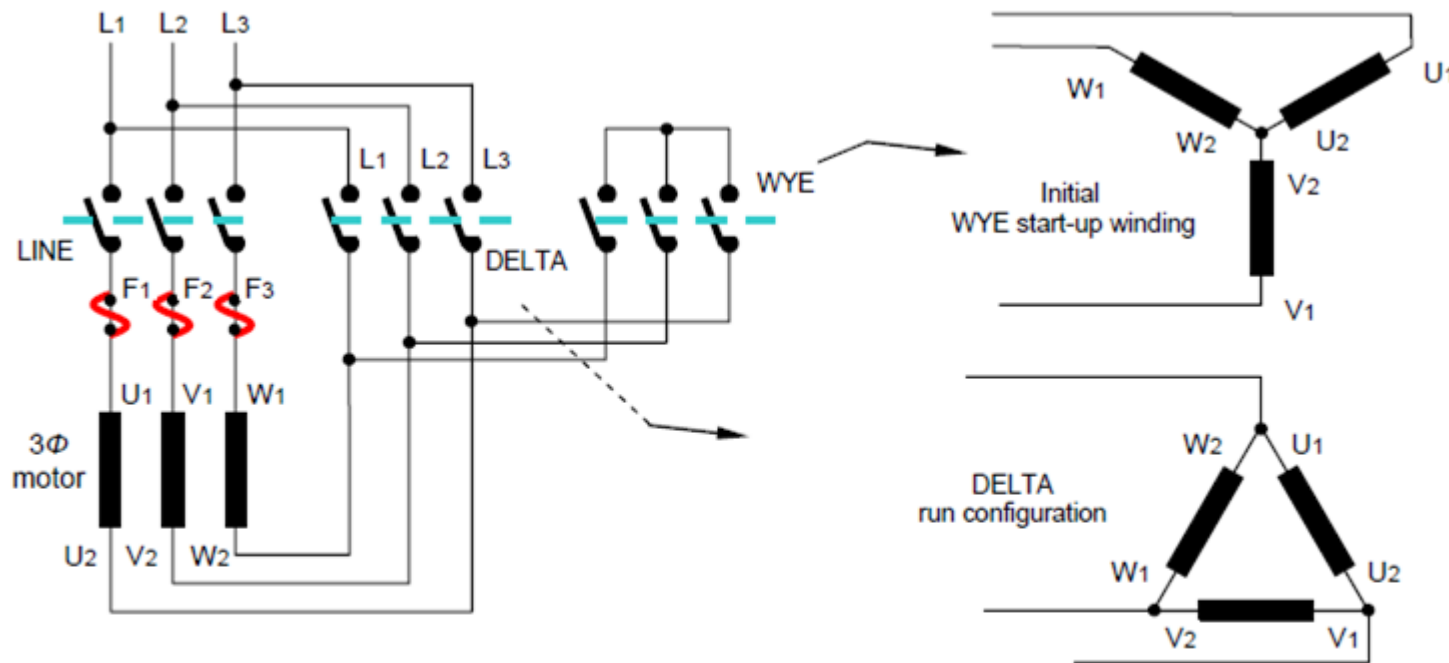 L1 L2 L3
L1 L2 L3
WYE
LINE
DELTA
F1 F2 F3
U1 V1 W1
3Φ
motor
U2 V2 W2
W1
U1
W2 U2
V2
Initial
WYE start-up winding
V1
W2 U1
DELTA
run configuration
W1 U2
V2 V1